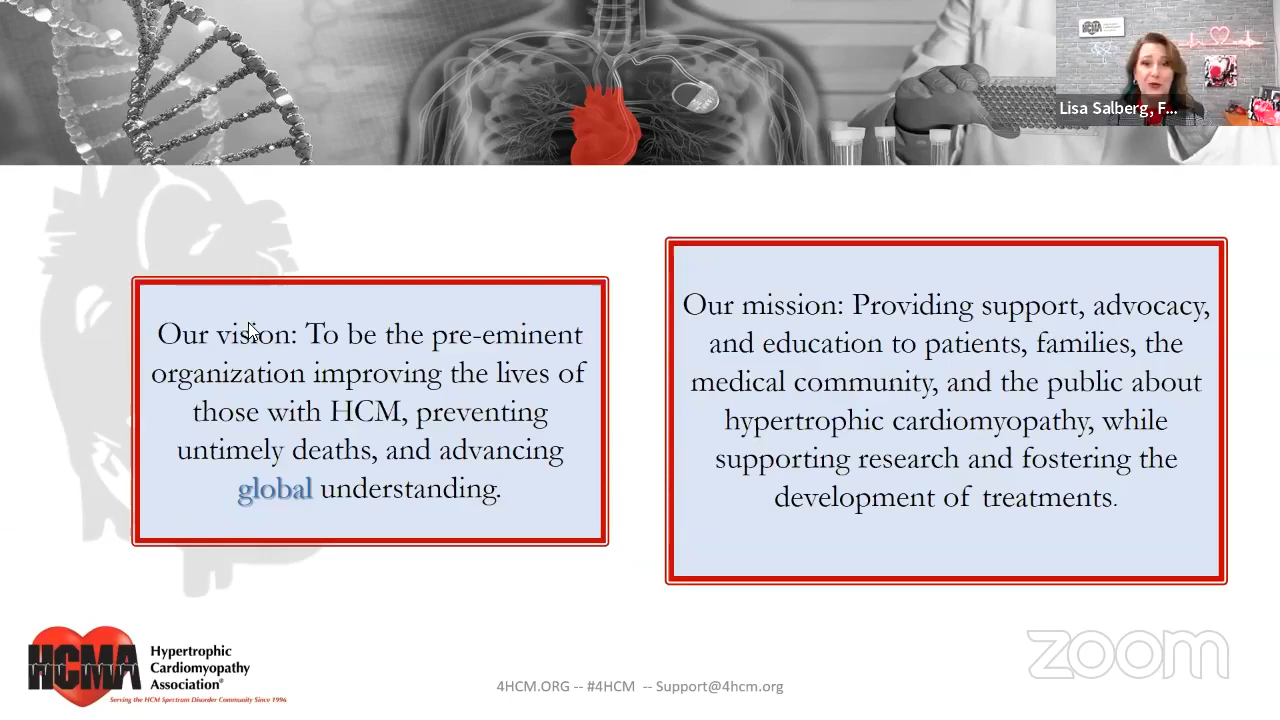 HCMA
Lisa Salberg, F...
Our vision: To be the pre-eminent
organization improving the lives of
those with HCM, preventing
untimely deaths, and advancing
global understanding.
Our mission: Providing support, advocacy,
and education to patients, families, the
medical community, and the public about
hypertrophic cardiomyopathy, while
supporting research and fostering the
development of treatments.
HCMA
Hypertrophic
Cardiomyopathy
Association®
Serving the HCM Spectrum Disorder Community Since 1996
4HCM.ORG -- #4HCM -- Support@4hcm.org
zoom